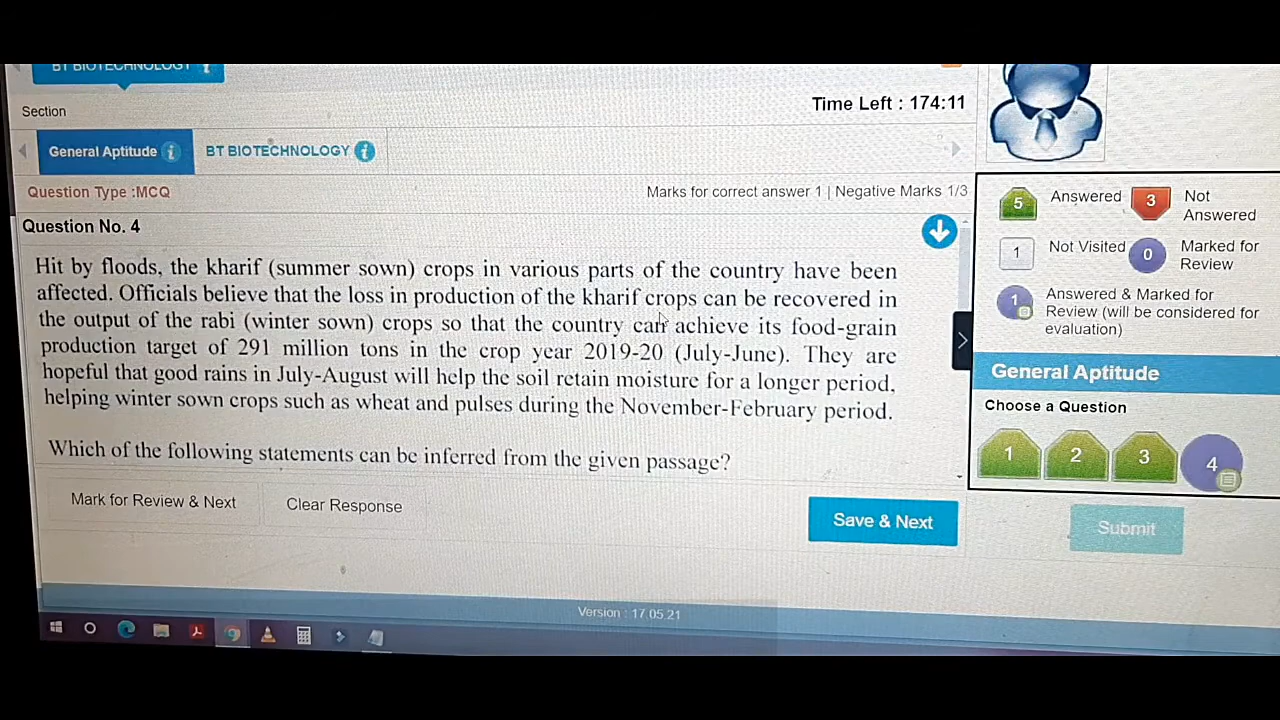 BT BIOTECHNOLOGY i
Section
Time Left : 174:11
General Aptitude i
BT BIOTECHNOLOGY i
Question Type :MCQ
Marks for correct answer 1 | Negative Marks 1/3
Question No. 4
Hit by floods, the kharif (summer sown) crops in various parts of the country have been
affected. Officials believe that the loss in production of the kharif crops can be recovered in
the output of the rabi (winter sown) crops so that the country can achieve its food-grain
production target of 291 million tons in the crop year 2019-20 (July-June). They are
hopeful that good rains in July-August will help the soil retain moisture for a longer period,
helping winter sown crops such as wheat and pulses during the November-February period.
Which of the following statements can be inferred from the given passage?
Mark for Review & Next
Clear Response
Save & Next
5 Answered
3 Not
Answered
1 Not Visited
0 Marked for
Review
1 Answered & Marked for
Review (will be considered for
evaluation)
General Aptitude
Choose a Question
1 2 3 4
Submit
Version : 17.05.21